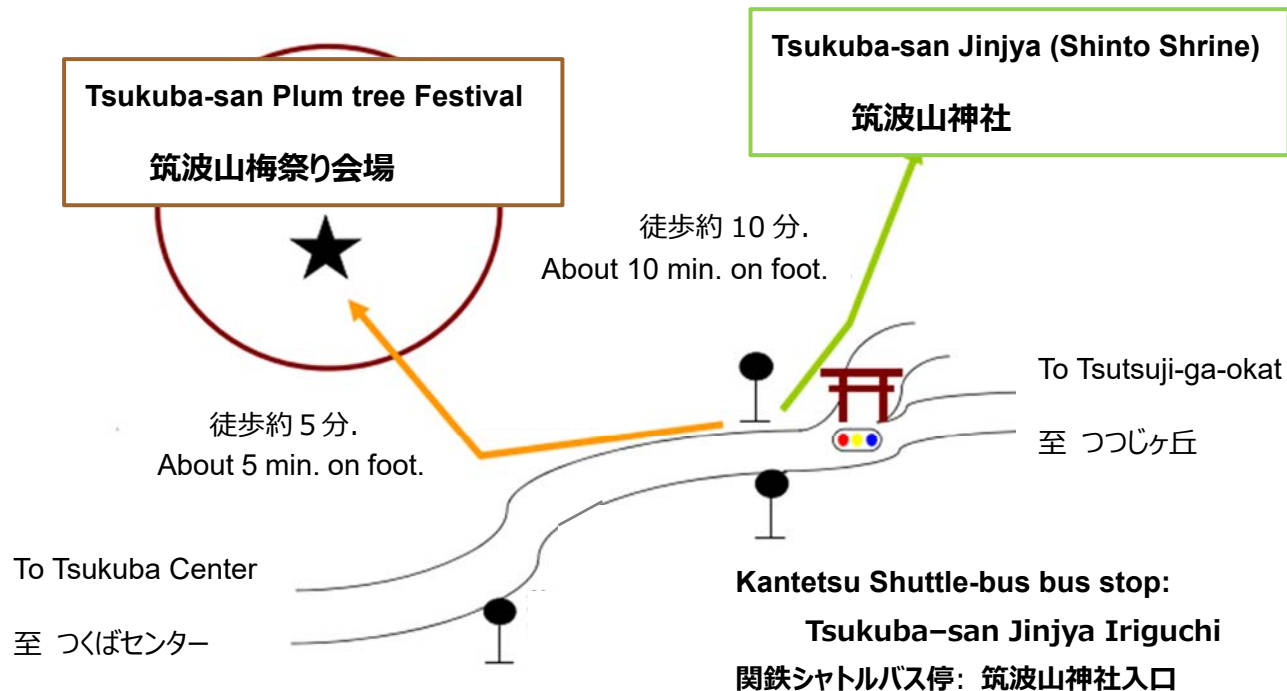 Tsukuba-san Plum tree Festival
筑波山梅祭り会場
Tsukuba-san Jinjya (Shinto Shrine)
筑波山神社
徒歩約 10 分.
About 10 min. on foot.
徒歩約 5 分.
About 5 min. on foot.
To Tsutsuji-ga-okat
至 つつじヶ丘
To Tsukuba Center
至 つくばセンター
Kantetsu Shuttle-bus bus stop:
Tsukuba–san Jinjya Iriguchi
関鉄シャトルバス停: 筑波山神社入口